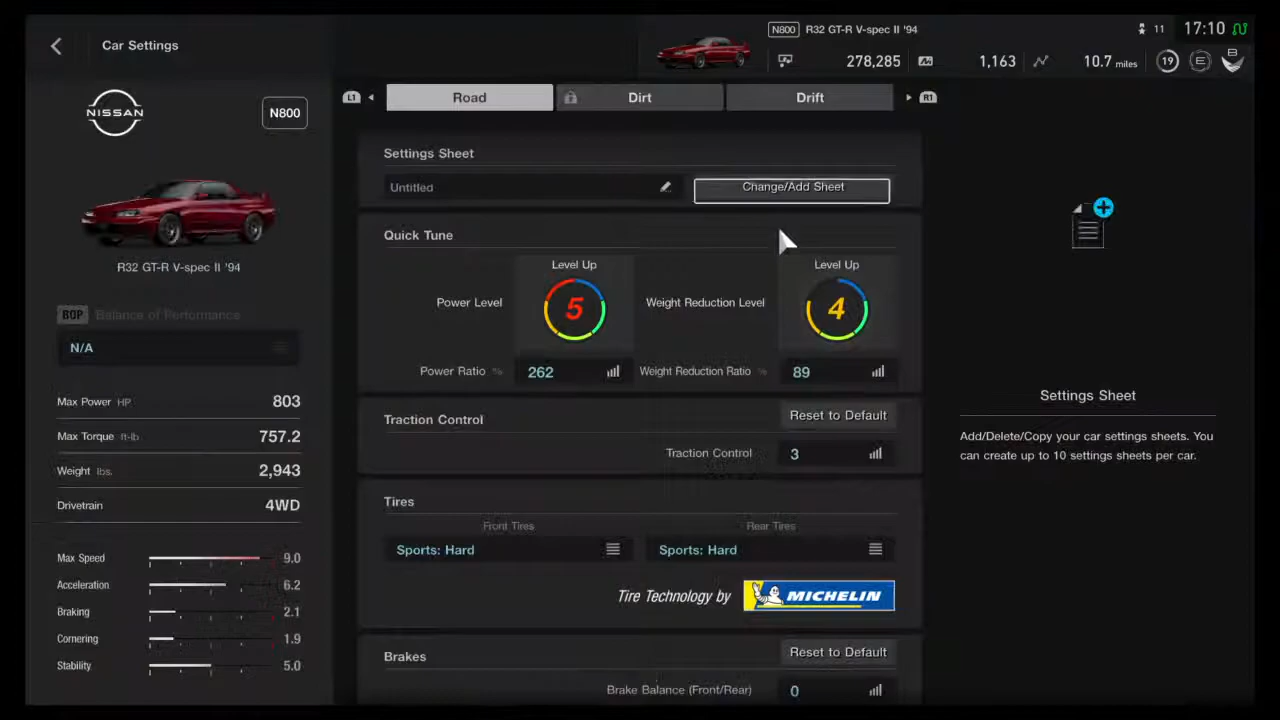 Car Settings
N800 R32 GT-R V-spec II '94
11 17:10
278,285 1,163 10.7 miles 19 E B
NISSAN
N800
R32 GT-R V-spec II '94
BOP Balance of Performance
N/A
Max Power HP 803
Max Torque ft-lb 757.2
Weight lbs. 2,943
Drivetrain 4WD
Max Speed 9.0
Acceleration 6.2
Braking 2.1
Cornering 1.9
Stability 5.0
L1 Road Dirt Drift R1
Settings Sheet
Untitled Change/Add Sheet
Quick Tune
Level Up Level Up
Power Level 5 Weight Reduction Level 4
Power Ratio % 262 Weight Reduction Ratio % 89
Traction Control Reset to Default
Traction Control 3
Tires
Front Tires Rear Tires
Sports: Hard Sports: Hard
Tire Technology by MICHELIN
Brakes Reset to Default
Brake Balance (Front/Rear) 0
Settings Sheet
Add/Delete/Copy your car settings sheets. You
can create up to 10 settings sheets per car.